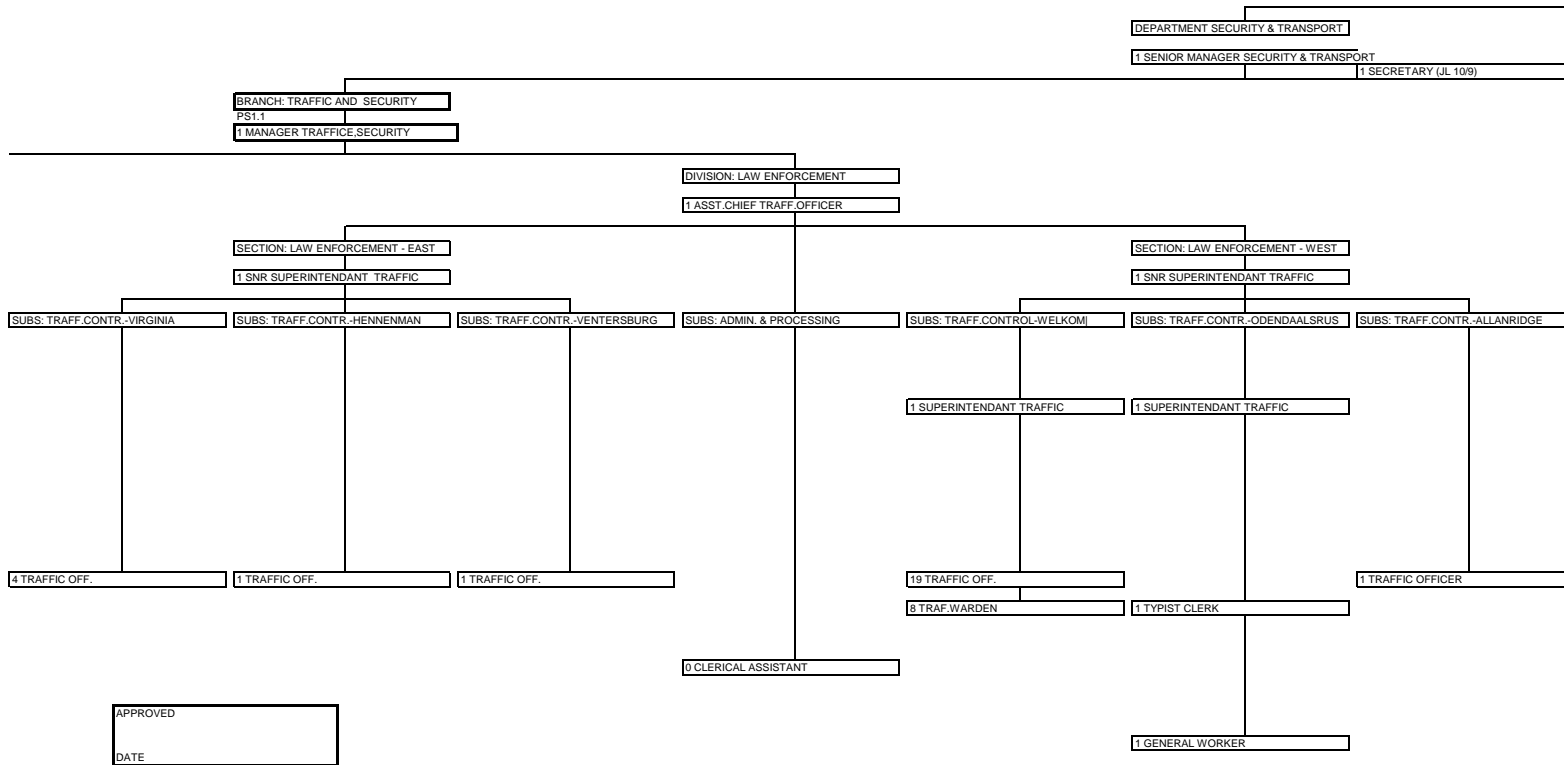 DEPARTMENT SECURITY & TRANSPORT
1 SENIOR MANAGER SECURITY & TRANSPORT
1 SECRETARY (JL 10/9)
BRANCH: TRAFFIC AND SECURITY
PS1.1
1 MANAGER TRAFFICE,SECURITY
DIVISION: LAW ENFORCEMENT
1 ASST.CHIEF TRAFF.OFFICER
SECTION: LAW ENFORCEMENT - EAST
SECTION: LAW ENFORCEMENT - WEST
1 SNR SUPERINTENDANT TRAFFIC
1 SNR SUPERINTENDANT TRAFFIC
SUBS: TRAFF.CONTR.-VIRGINIA
SUBS: TRAFF.CONTR.-HENNENMAN
SUBS: TRAFF.CONTR.-VENTERSBURG
SUBS: ADMIN. & PROCESSING
SUBS: TRAFF.CONTROL-WELKOM|
SUBS: TRAFF.CONTR.-ODENDAALSRUS
SUBS: TRAFF.CONTR.-ALLANRIDGE
1 SUPERINTENDANT TRAFFIC
1 SUPERINTENDANT TRAFFIC
4 TRAFFIC OFF.
1 TRAFFIC OFF.
1 TRAFFIC OFF.
19 TRAFFIC OFF.
1 TRAFFIC OFFICER
8 TRAF.WARDEN
1 TYPIST CLERK
0 CLERICAL ASSISTANT
APPROVED
DATE
1 GENERAL WORKER